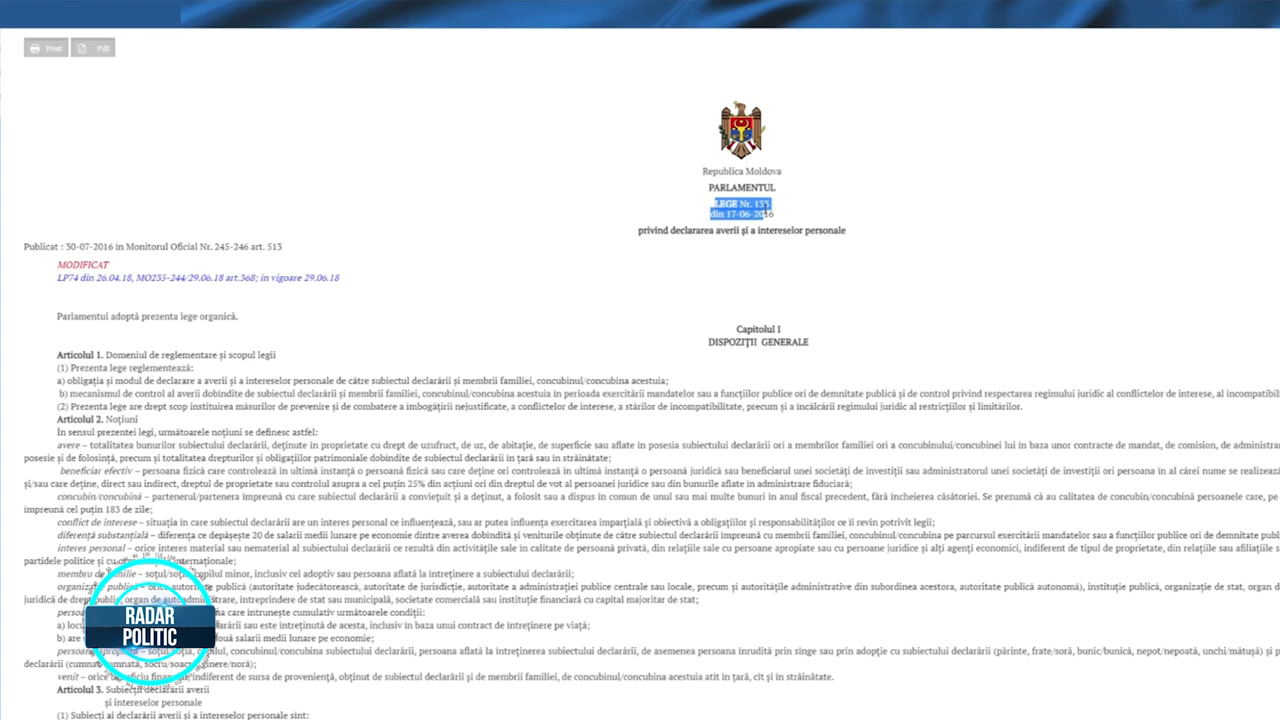 Print Pdf
Republica Moldova
PARLAMENTUL
LEGE Nr. 133
din 17-06-2016
privind declararea averii și a intereselor personale
Publicat : 30-07-2016 in Monitorul Oficial Nr. 245-246 art. 513
MODIFICAT
LP74 din 26.04.18, MO235-244/29.06.18 art.368; in vigoare 29.06.18
Parlamentul adoptă prezenta lege organică.
Capitolul I
DISPOZIŢII GENERALE
Articolul 1. Domeniul de reglementare și scopul legii
(1) Prezenta lege reglementează:
a) obligația și modul de declarare a averii și a intereselor personale de către subiectul declarării și membrii familiei, concubinul/concubina acestuia;
b) mecanismul de control al averii dobîndite de subiectul declarării și membrii familiei, concubinul/concubina acestuia în perioada exercitării mandatelor sau a funcțiilor publice ori de demnitate publică și de control privind respectarea regimului juridic al conflictelor de interese, al incompatibil
(2) Prezenta lege are drept scop instituirea măsurilor de prevenire și de combatere a îmbogățirii nejustificate, a conflictelor de interese, a stărilor de incompatibilitate, precum și a încălcării regimului juridic al restricțiilor și limitărilor.
Articolul 2. Noțiuni
În sensul prezentei legi, următoarele noțiuni se definesc astfel:
avere – totalitatea bunurilor subiectului declarării, deținute în proprietate cu drept de uzufruct, de uz, de abitație, de superficie sau aflate în posesia subiectului declarării ori a membrilor familiei ori a concubinului/concubinei lui în baza unor contracte de mandat, de comision, de administrar
posesie și de folosință, precum și totalitatea drepturilor și obligațiilor patrimoniale dobîndite de subiectul declarării în țară sau în străinătate;
beneficiar efectiv – persoana fizică care controlează în ultimă instanță o persoană fizică sau care deține ori controlează în ultimă instanță o persoană juridică sau beneficiarul unei societăți de investiții sau administratorul unei societăți de investiții ori persoana în al cărei nume se realizează
și/sau care deține, direct sau indirect, dreptul de proprietate sau controlul asupra a cel puțin 25% din acțiuni ori din dreptul de vot al persoanei juridice sau din bunurile aflate în administrare fiduciară;
concubin/concubină – partenerul/partenera împreună cu care subiectul declarării a conviețuit și a deținut, a folosit sau a dispus în comun de unul sau mai multe bunuri în anul fiscal precedent, fără încheierea căsătoriei. Se prezumă că au calitatea de concubin/concubină persoanele care, pe
împreună cel puțin 183 de zile;
conflict de interese – situația în care subiectul declarării are un interes personal ce influențează, sau ar putea influența exercitarea imparțială și obiectivă a obligațiilor și responsabilităților ce îi revin potrivit legii;
diferență substanțială – diferența ce depășește 20 de salarii medii lunare pe economie dintre averea dobîndită și veniturile obținute de către subiectul declarării împreună cu membrii familiei, concubinul/concubina pe parcursul exercitării mandatelor sau a funcțiilor publice ori de demnitate publ
interes personal – orice interes material sau nematerial al subiectului declarării ce rezultă din activitățile sale în calitate de persoană privată, din relațiile sale cu persoane apropiate sau cu persoane juridice și alți agenți economici, indiferent de tipul de proprietate, din relațiile sau afilia
partidele politice și cu internaționale;
membru de familie – soțul/soția, copilul minor, inclusiv cel adoptiv sau persoana aflată la întreținere a subiectului declarării;
organizație publică – orice autoritate publică (autoritate judecătorească, autoritate de jurisdicție, autoritate a administrației publice centrale sau locale, precum și autoritățile administrative din subordinea acestora, autoritate publică autonomă), instituție publică, organizație de stat, organ d
juridică de drept public, organ de autoadministrare, întreprindere de stat sau municipală, societate comercială sau instituție financiară cu capital majoritar de stat;
care întrunește cumulativ următoarele condiții:
a) declarării sau este întreținută de acesta, inclusiv în baza unui contract de întreținere pe viață;
b) are două salarii medii lunare pe economie;
persoană apropiată – soțul, soția, copilul, concubinul/concubina subiectului declarării, persoana aflată la întreținerea subiectului declarării, de asemenea persoana înrudită prin sînge sau prin adopție cu subiectul declarării (părinte, frate/soră, bunic/bunică, nepot/nepoată, unchi/mătușă) și p
declarării (cumnat/cumnată, socru/soacră, ginere/noră);
venit – orice beneficiu financiar, indiferent de sursa de proveniență, obținut de subiectul declarării și de membrii familiei, de concubinul/concubina acestuia atît în țară, cît și în străinătate.
Articolul 3. Subiecții declarării averii
și intereselor personale
(1) Subiecți ai declarării averii și a intereselor personale sînt:
RADAR
POLITIC